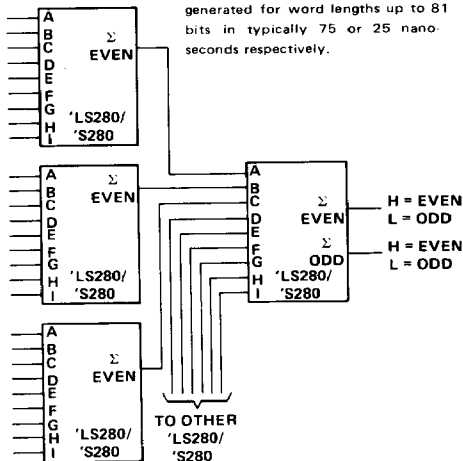 generated for word lengths up to 81
bits in typically 75 or 25 nano-
seconds respectively.
A
B
C
D
E
F
G
H
I
Σ
EVEN
'LS280/
'S280
A
B
C
D
E
F
G
H
I
Σ
EVEN
'LS280/
'S280
A
B
C
D
E
F
G
H
I
Σ
EVEN
'LS280/
'S280
A
B
C
D
E
F
G
H
I
Σ
EVEN
Σ
ODD
'LS280/
'S280
H = EVEN
L = ODD
H = EVEN
L = ODD
TO OTHER
'LS280/
'S280